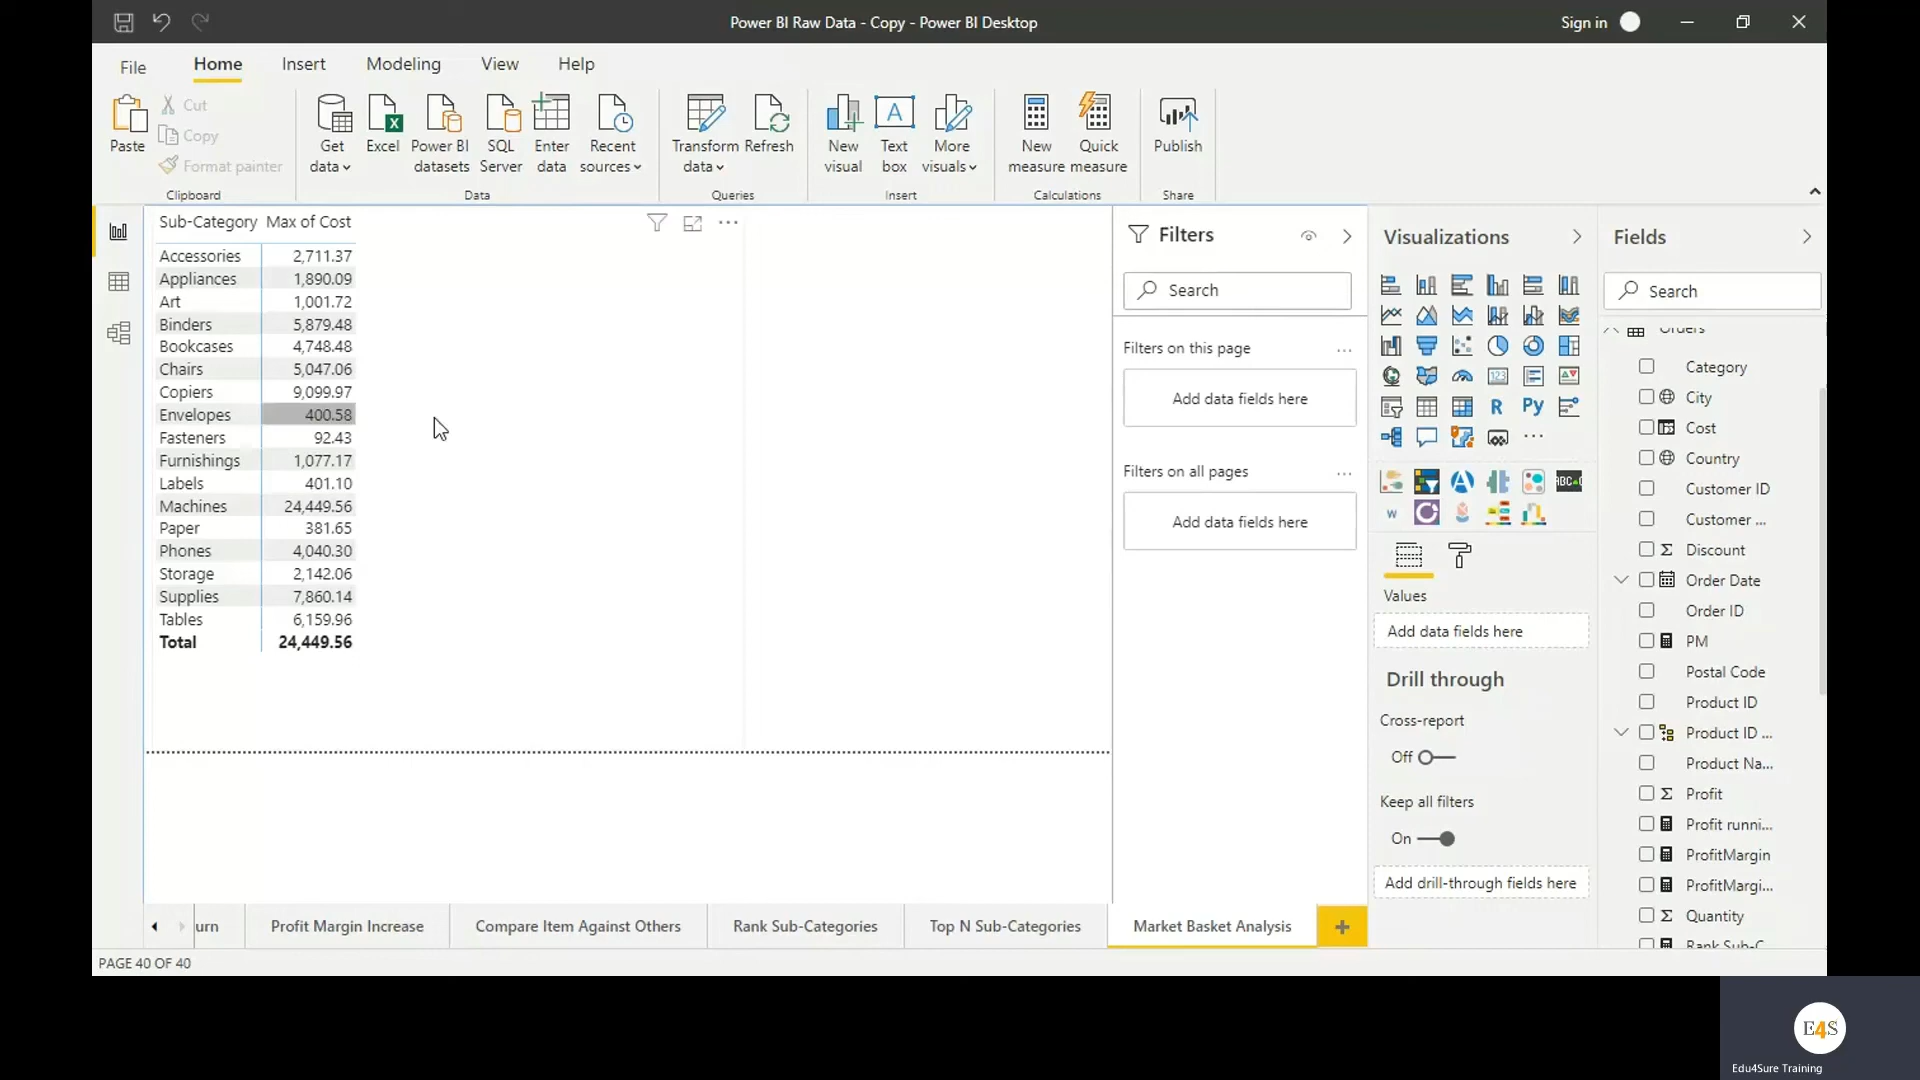 Power BI Raw Data - Copy - Power BI Desktop
Sign in
File
Home
Insert
Modeling
View
Help
Paste
Cut
Copy
Format painter
Clipboard
Get data
Excel
Power BI datasets
SQL Server
Enter data
Recent sources
Data
Transform data
Refresh
Queries
New visual
Text box
More visuals
Insert
New measure
Quick measure
Calculations
Publish
Share
Sub-Category Max of Cost
Accessories 2,711.37
Appliances 1,890.09
Art 1,001.72
Binders 5,879.48
Bookcases 4,748.48
Chairs 5,047.06
Copiers 9,099.97
Envelopes 400.58
Fasteners 92.43
Furnishings 1,077.17
Labels 401.10
Machines 24,449.56
Paper 381.65
Phones 4,040.30
Storage 2,142.06
Supplies 7,860.14
Tables 6,159.96
Total 24,449.56
Filters
Search
Filters on this page
Add data fields here
Filters on all pages
Add data fields here
Visualizations
123
R
Py
W
Values
Add data fields here
Drill through
Cross-report
Off
Keep all filters
On
Add drill-through fields here
Fields
Search
Orders
Category
City
Cost
Country
Customer ID
Customer ...
Discount
Order Date
Order ID
PM
Postal Code
Product ID
Product ID ...
Product Na...
Profit
Profit runni...
ProfitMargin
ProfitMargi...
Quantity
Rank Sub-C
urn
Profit Margin Increase
Compare Item Against Others
Rank Sub-Categories
Top N Sub-Categories
Market Basket Analysis
PAGE 40 OF 40
E4S
Edu4Sure Training